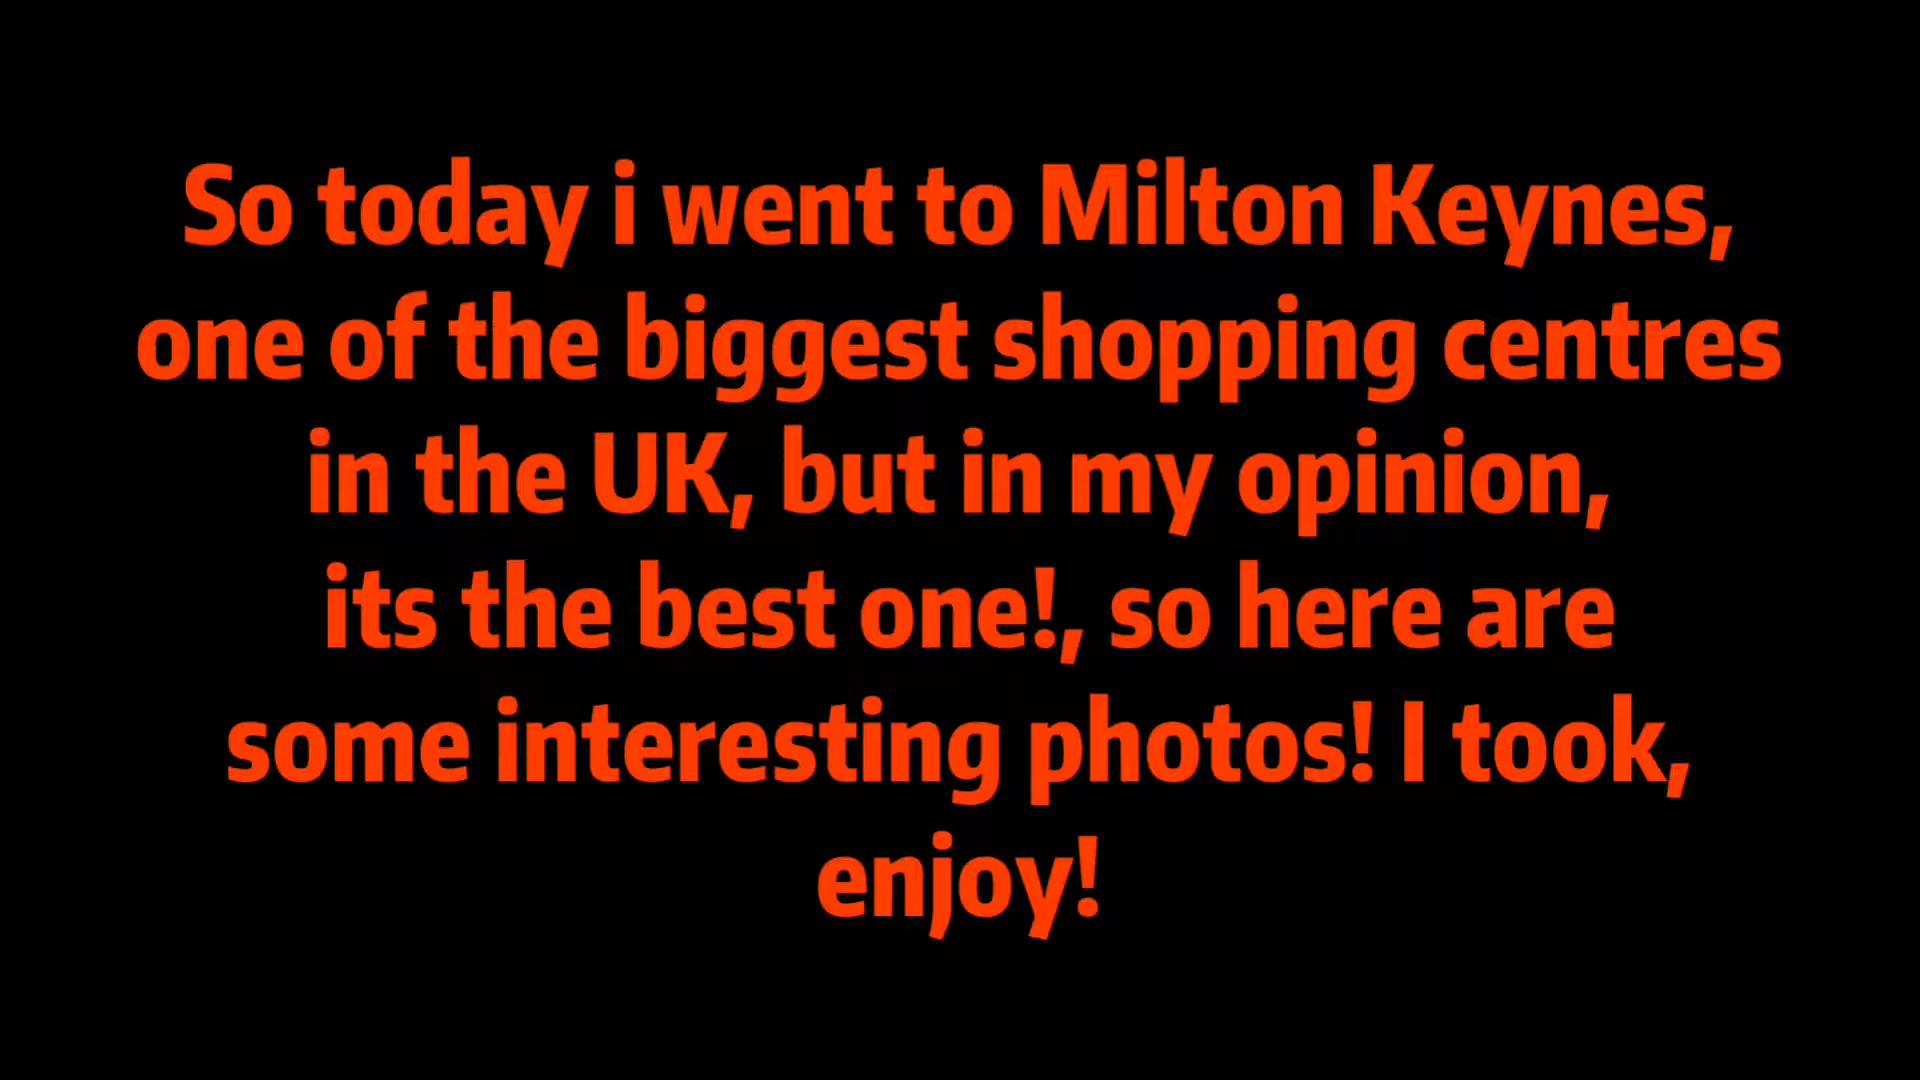 So today i went to Milton Keynes,
one of the biggest shopping centres
in the UK, but in my opinion,
its the best one!, so here are
some interesting photos! I took,
enjoy!